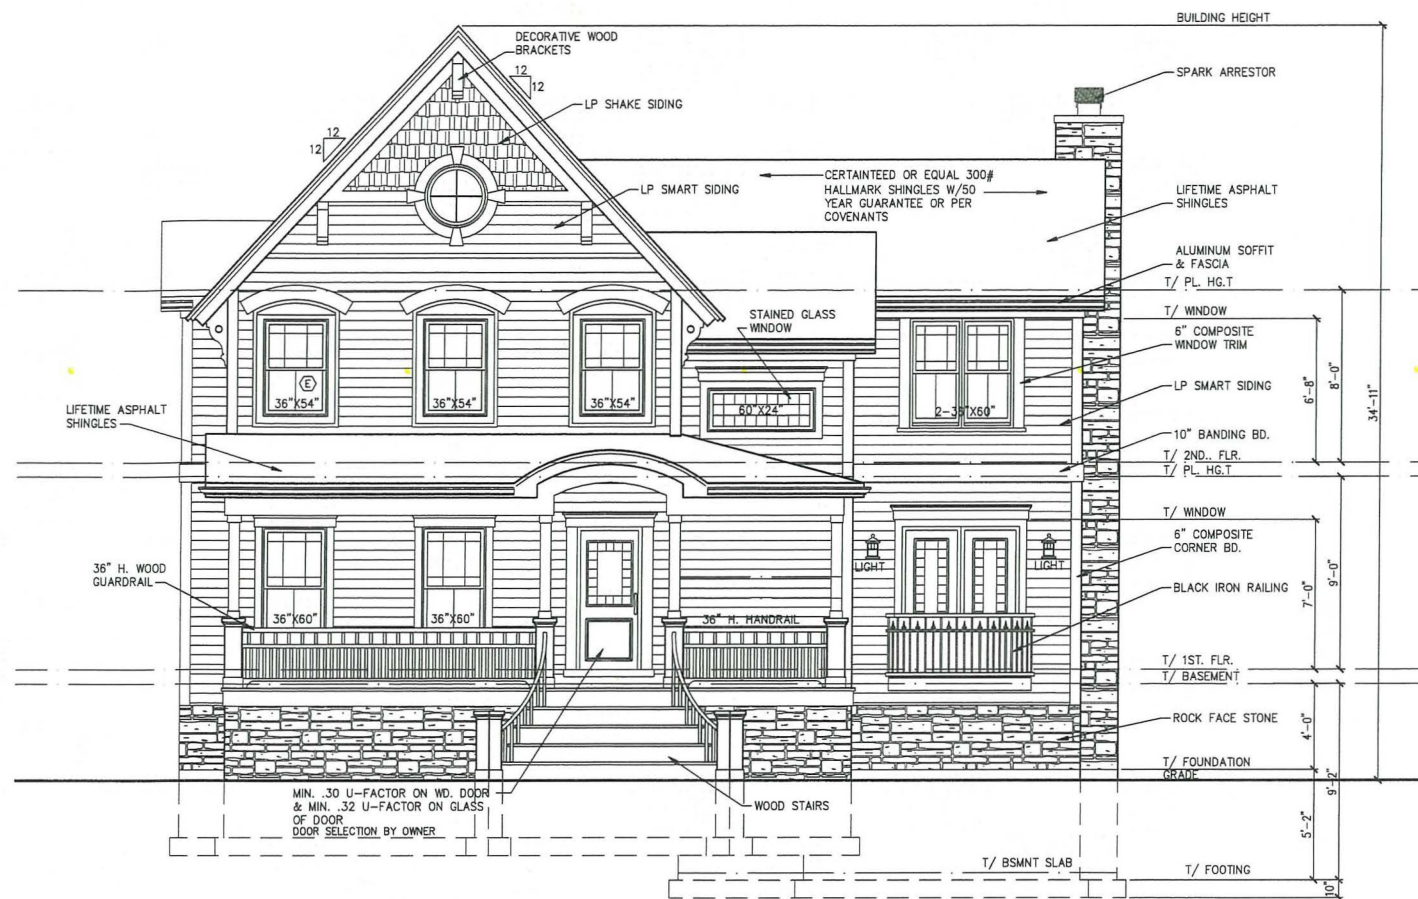 BUILDING HEIGHT
DECORATIVE WOOD
BRACKETS
12
12
SPARK ARRESTOR
LP SHAKE SIDING
12
12
CERTAINTEED OR EQUAL 300#
HALLMARK SHINGLES W/50
YEAR GUARANTEE OR PER
COVENANTS
LP SMART SIDING
LIFETIME ASPHALT
SHINGLES
ALUMINUM SOFFIT
& FASCIA
T/ PL. HG.T
STAINED GLASS
WINDOW
T/ WINDOW
6" COMPOSITE
WINDOW TRIM
E
36"X54"
36"X54"
36"X54"
60"X24"
2-36"X60"
LP SMART SIDING
6'-8"
8'-0"
34'-11"
LIFETIME ASPHALT
SHINGLES
10" BANDING BD.
T/ 2ND.. FLR.
T/ PL. HG.T
T/ WINDOW
6" COMPOSITE
CORNER BD.
LIGHT
LIGHT
36" H. WOOD
GUARDRAIL
BLACK IRON RAILING
7'-0"
9'-0"
36"X60"
36"X60"
36" H. HANDRAIL
T/ 1ST. FLR.
T/ BASEMENT
ROCK FACE STONE
4'-0"
T/ FOUNDATION
GRADE
9'-2"
MIN. .30 U-FACTOR ON WD. DOOR
& MIN. .32 U-FACTOR ON GLASS
OF DOOR
DOOR SELECTION BY OWNER
WOOD STAIRS
5'-2"
T/ BSMNT SLAB
T/ FOOTING
10"